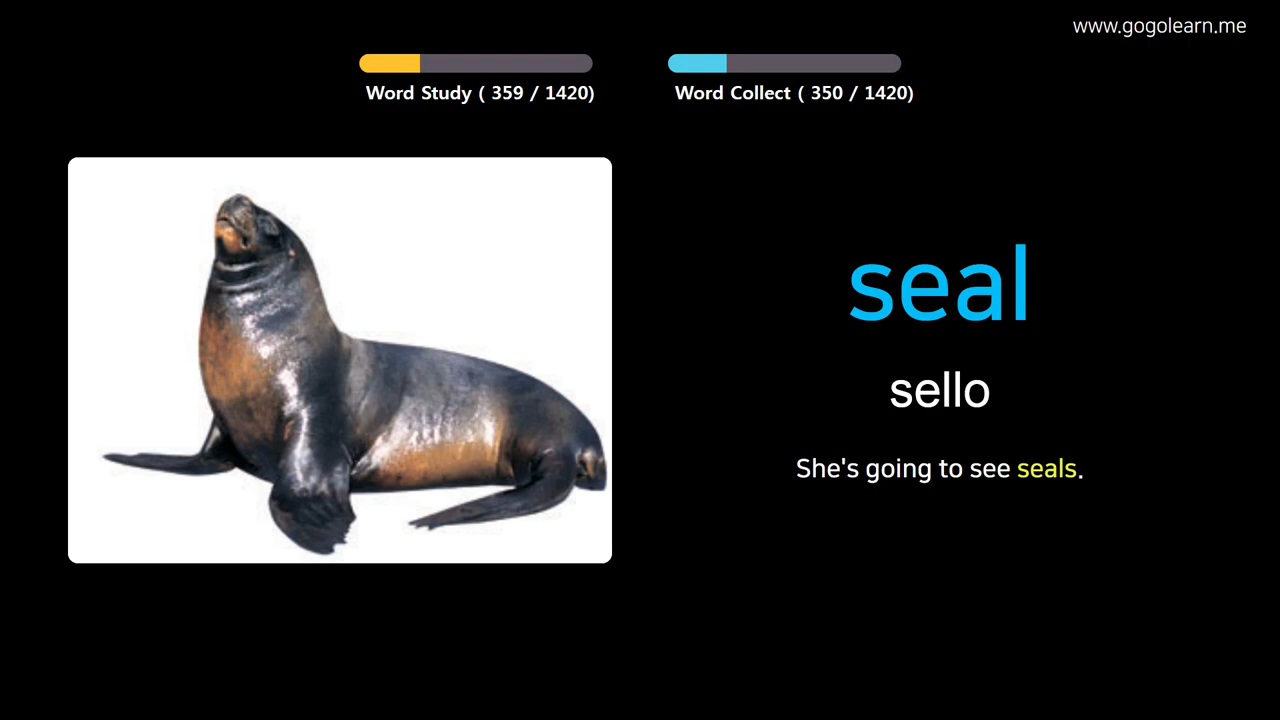 www.gogolearn.me
Word Study ( 359 / 1420)
Word Collect ( 350 / 1420)
seal
sello
She's going to see seals.